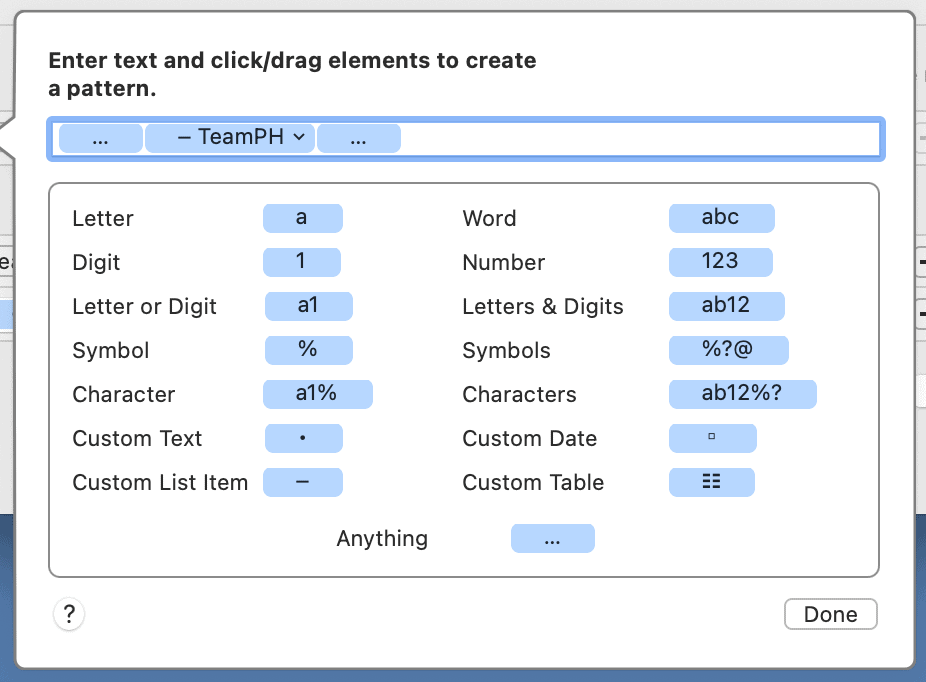 Enter text and click/drag elements to create
a pattern.
... – TeamPH ...
Letter a Word abc
Digit 1 Number 123
Letter or Digit a1 Letters & Digits ab12
Symbol % Symbols %?@
Character a1% Characters ab12%?
Custom Text • Custom Date ▫
Custom List Item – Custom Table
Anything ...
? Done